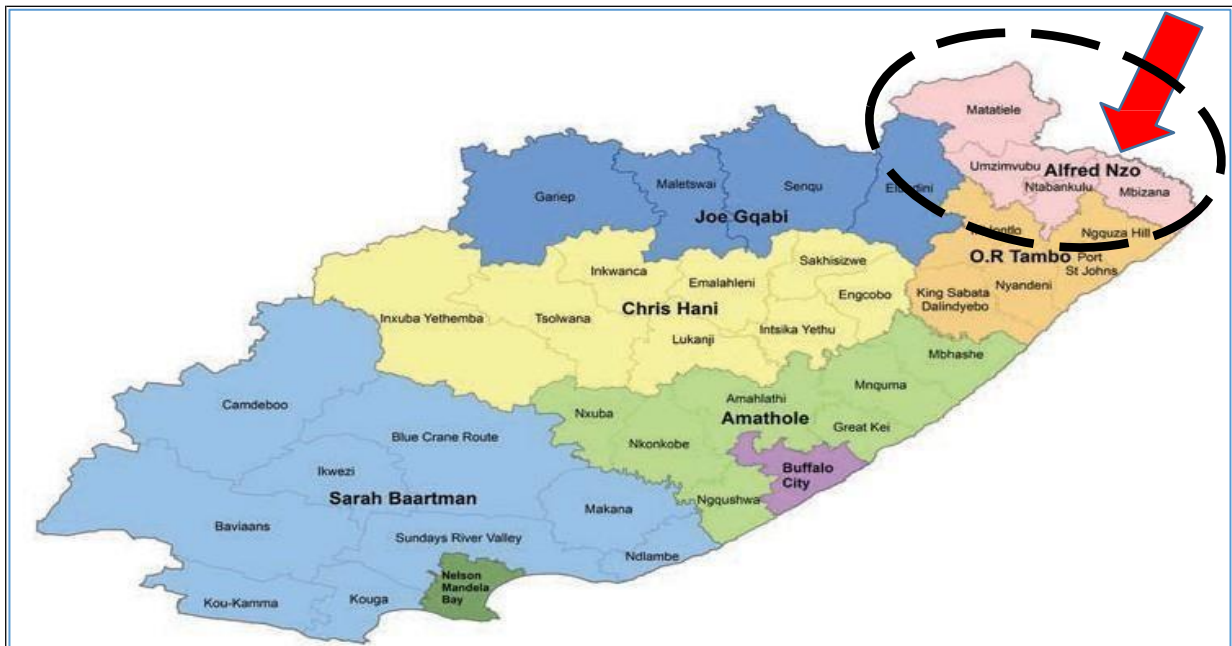 Matatiele
Umzimvubu
Alfred Nzo
Ntabankulu
Mbizana
Gariep
Maletswai
Senqu
Joe Gqabi
Ngquza Hill
O.R Tambo
Port
St Johns
Nyandeni
King Sabata
Dalindyebo
Sakhisizwe
Inkwanca
Emalahleni
Engcobo
Chris Hani
Inxuba Yethemba
Tsolwana
Intsika Yethu
Lukanji
Mbhashe
Mnquma
Amahlathi
Nxuba
Amathole
Great Kei
Nkonkobe
Buffalo
City
Ngqushwa
Camdeboo
Blue Crane Route
Ikwezi
Sarah Baartman
Makana
Baviaans
Sundays River Valley
Ndlambe
Nelson
Mandela
Bay
Kou-Kamma
Kouga